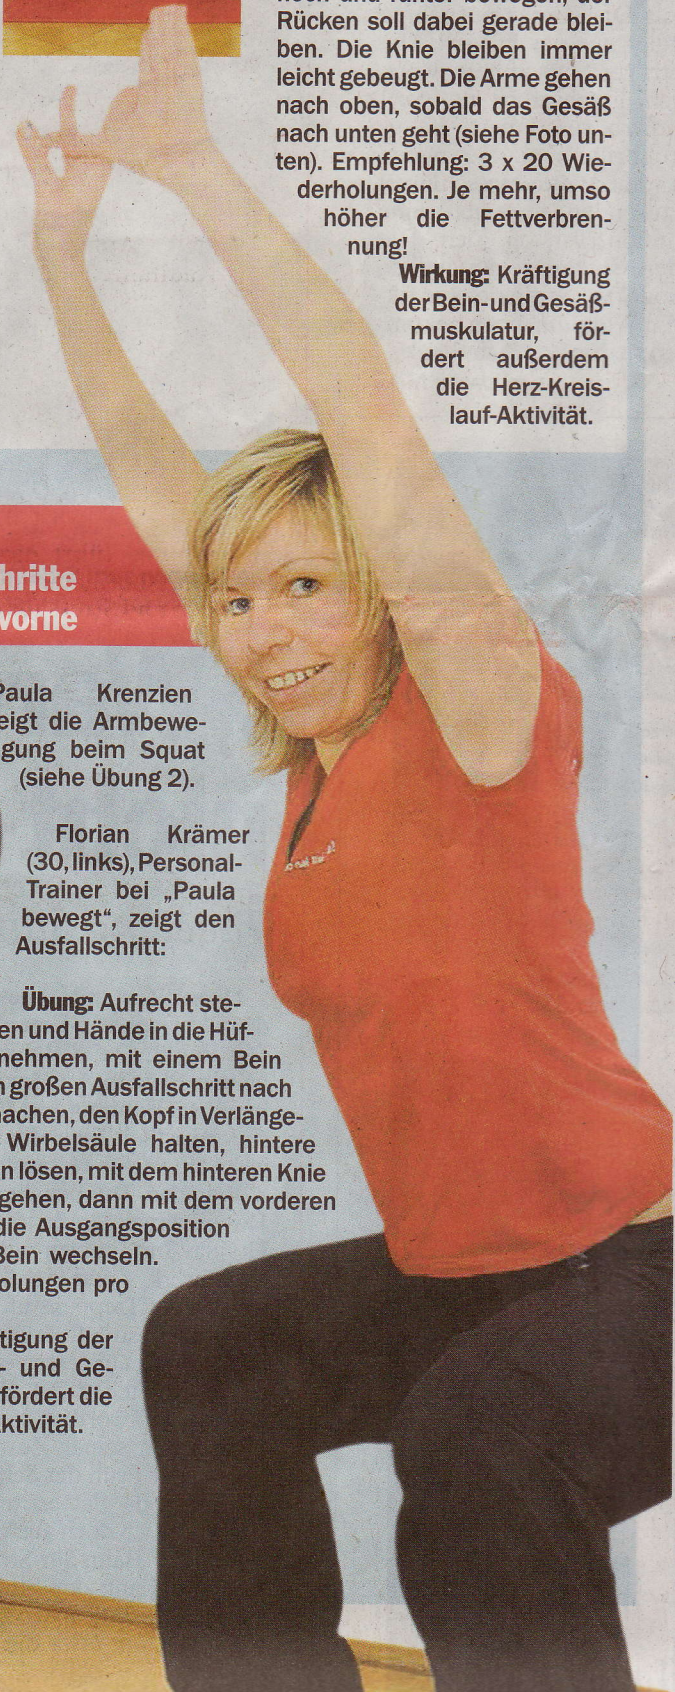 Rücken soll dabei gerade blei-
ben. Die Knie bleiben immer
leicht gebeugt. Die Arme gehen
nach oben, sobald das Gesäß
nach unten geht (siehe Foto un-
ten). Empfehlung: 3 x 20 Wie-
derholungen. Je mehr, umso
höher die Fettverbren-
nung!
Wirkung: Kräftigung
der Bein- und Gesäß-
muskulatur, för-
dert außerdem
die Herz-Kreis-
lauf-Aktivität.
hritte
vorne
Paula Krenzien
eigt die Armbewe-
gung beim Squat
(siehe Übung 2).
Florian Krämer
(30, links), Personal-
Trainer bei „Paula
bewegt“, zeigt den
Ausfallschritt:
Übung: Aufrecht ste-
en und Hände in die Hüf-
nehmen, mit einem Bein
n großen Ausfallschritt nach
achen, den Kopf in Verlänge-
Wirbelsäule halten, hintere
n lösen, mit dem hinteren Knie
gehen, dann mit dem vorderen
die Ausgangsposition
Bein wechseln.
olungen pro
tigung der
- und Ge-
fördert die
ktivität.